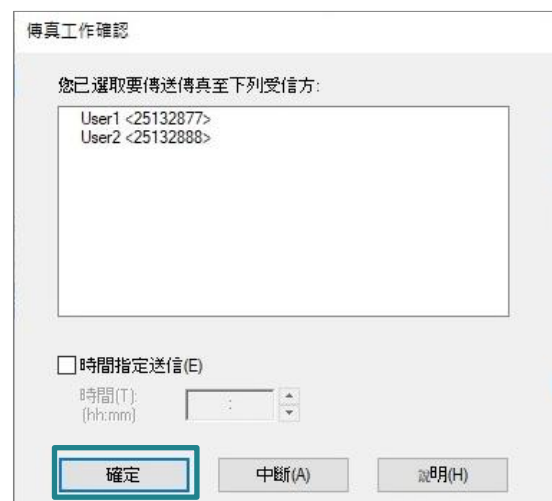 傳真工作確認
您已選取要傳送傳真至下列受信方:
User1 <25132877>
User2 <25132888>
時間指定送信(E)
時間(T):
(hh:mm)
:
確定 中斷(A) 說明(H)